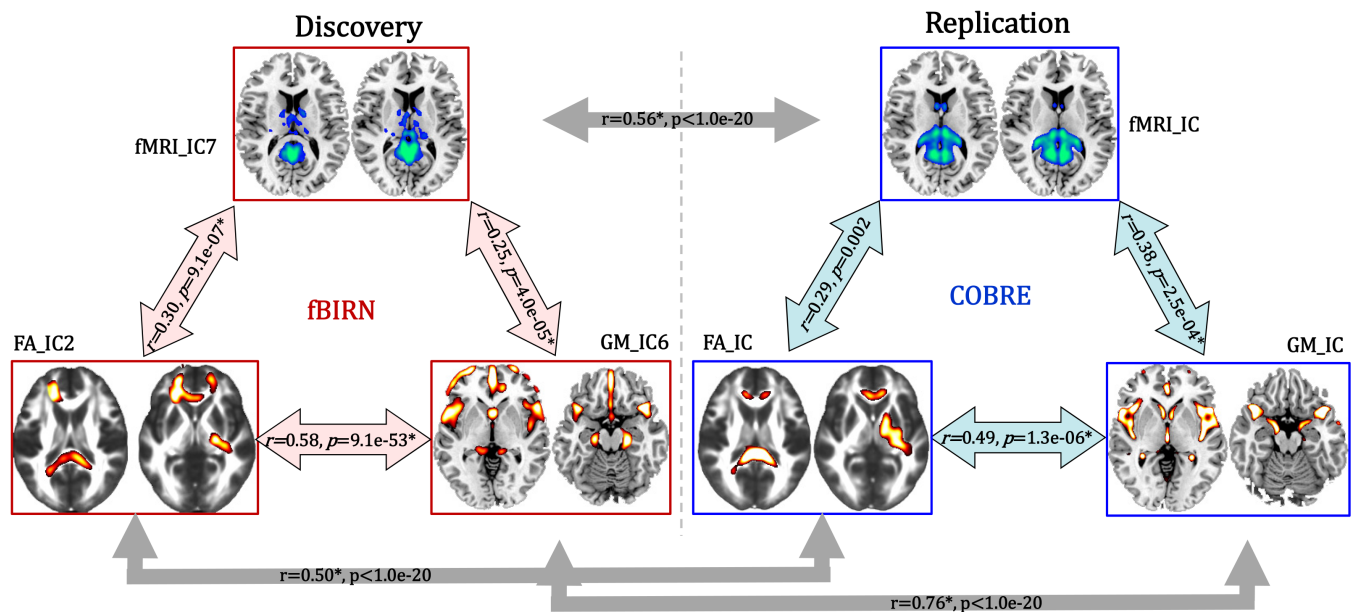 Discovery
Replication
fMRI_IC7
r=0.56*, p<1.0e-20
fMRI_IC
r=0.30, p=9.1e-07*
r=0.25, p=4.0e-05*
r=0.29, p=0.002
r=0.38, p=2.5e-04*
fBIRN
COBRE
FA_IC2
GM_IC6
FA_IC
GM_IC
r=0.58, p=9.1e-53*
r=0.49, p=1.3e-06*
r=0.50*, p<1.0e-20
r=0.76*, p<1.0e-20